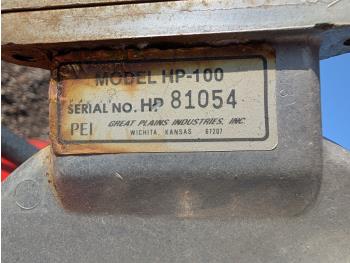 MODEL HP-100
SERIAL NO. HP 81054
PEI GREAT PLAINS INDUSTRIES, INC.
WICHITA, KANSAS 67207